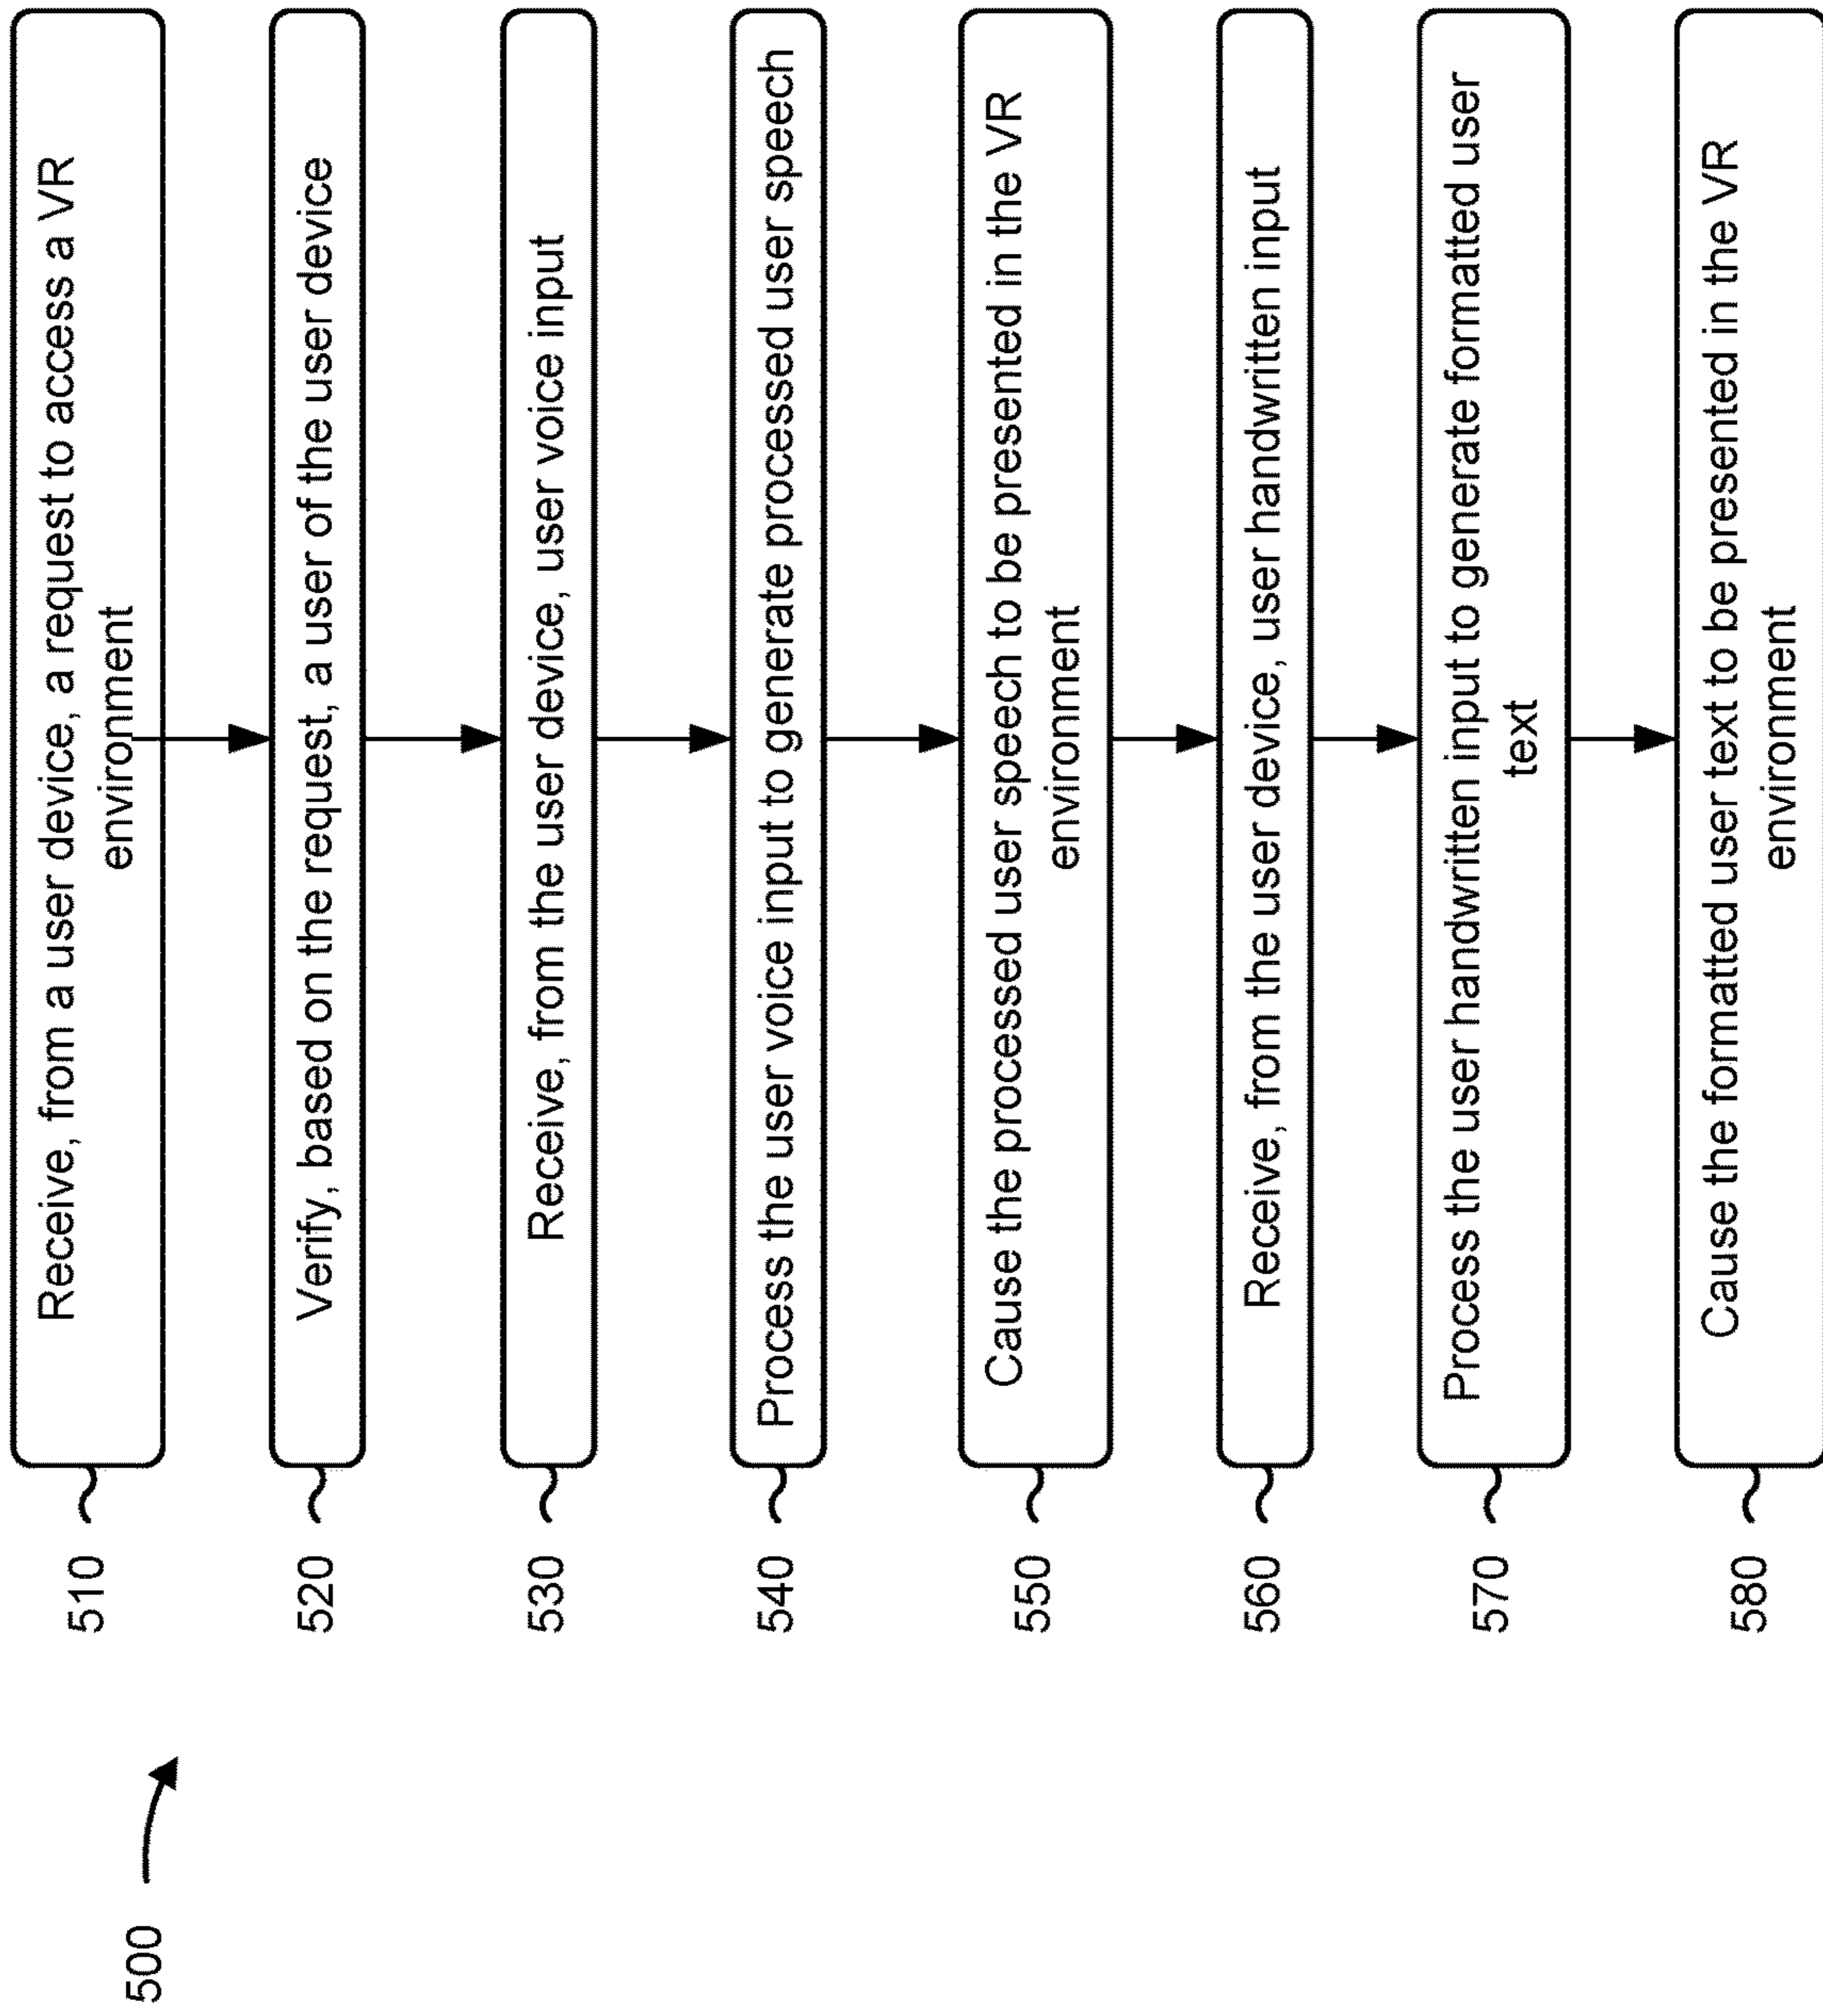 500
510
Receive, from a user device, a request to access a VR
environment
520
Verify, based on the request, a user of the user device
530
Receive, from the user device, user voice input
540
Process the user voice input to generate processed user speech
550
Cause the processed user speech to be presented in the VR
environment
560
Receive, from the user device, user handwritten input
570
Process the user handwritten input to generate formatted user
text
580
Cause the formatted user text to be presented in the VR
environment